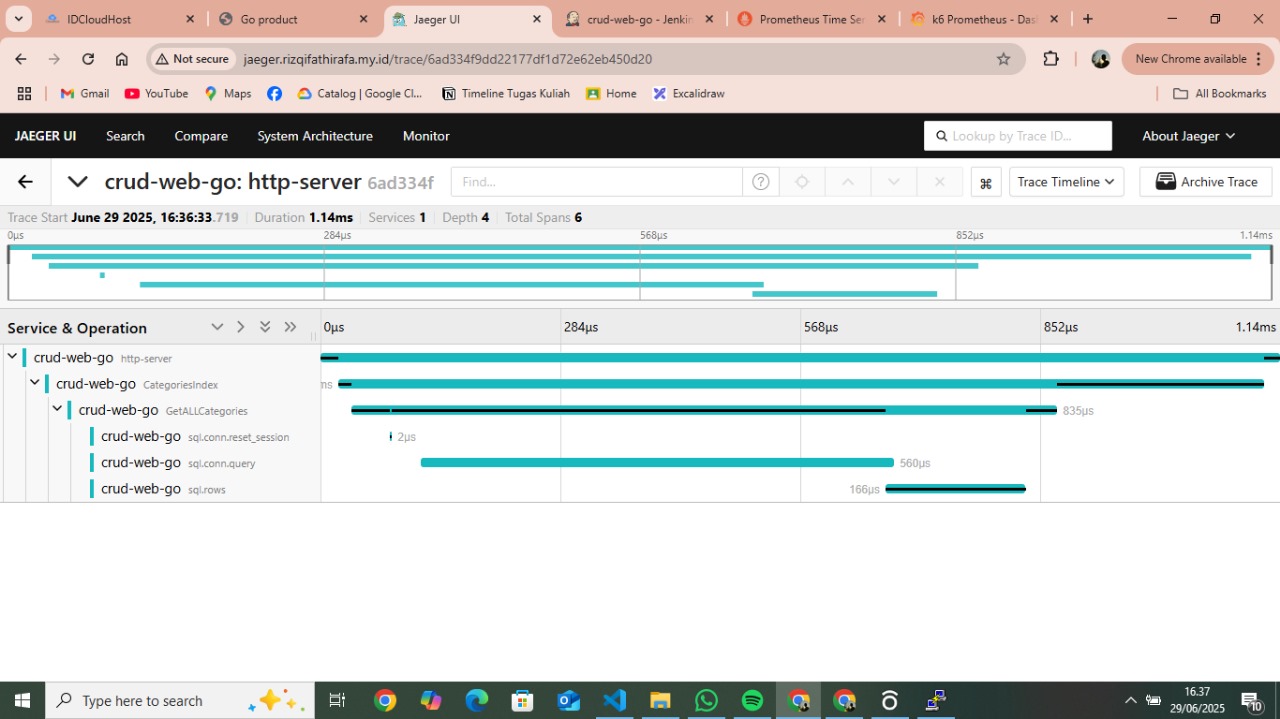 IDCloudHost
Go product
Jaeger UI
crud-web-go - Jenkin
Prometheus Time Ser
k6 Prometheus - Dash
Not secure
jaeger.rizqifathirafa.my.id/trace/6ad334f9dd22177df1d72e62eb450d20
New Chrome available
Gmail
YouTube
Maps
Catalog | Google Cl...
Timeline Tugas Kuliah
Home
Excalidraw
All Bookmarks
JAEGER UI
Search
Compare
System Architecture
Monitor
Lookup by Trace ID...
About Jaeger
crud-web-go: http-server 6ad334f
Find...
Trace Timeline
Archive Trace
Trace Start June 29 2025, 16:36:33.719
Duration 1.14ms
Services 1
Depth 4
Total Spans 6
0μs 284μs 568μs 852μs 1.14ms
Service & Operation
0μs 284μs 568μs 852μs 1.14ms
crud-web-go http-server
crud-web-go CategoriesIndex
ms
crud-web-go GetALLCategories
835μs
crud-web-go sql.conn.reset_session
2μs
crud-web-go sql.conn.query
560μs
crud-web-go sql.rows
166μs
Type here to search
16.37
29/06/2025
10